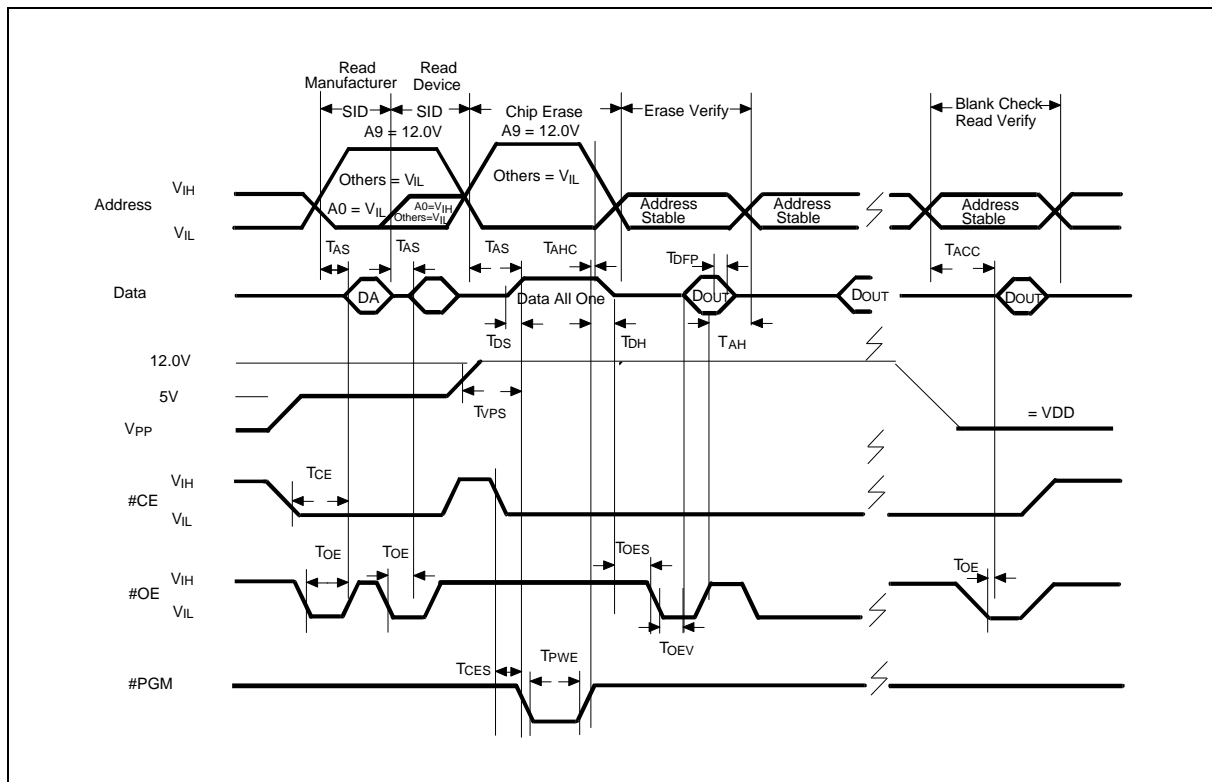 Read Manufacturer
Read Device
SID
SID
Chip Erase
Erase Verify
Blank Check
Read Verify
A9 = 12.0V
A9 = 12.0V
VIH
Others = VIL
Others = VIL
Address
A0 = VIL
A0=VIH
Others=VIL
Address Stable
Address Stable
Address Stable
VIL
TAS
TAS
TAS
TAHC
TDFP
TACC
Data
DA
Data All One
DOUT
DOUT
DOUT
TDS
TDH
TAH
12.0V
5V
TVPS
VPP
= VDD
VIH
TCE
#CE
VIL
TOE
TOE
TOES
TOE
VIH
#OE
VIL
TOEV
TCES
TPWE
#PGM